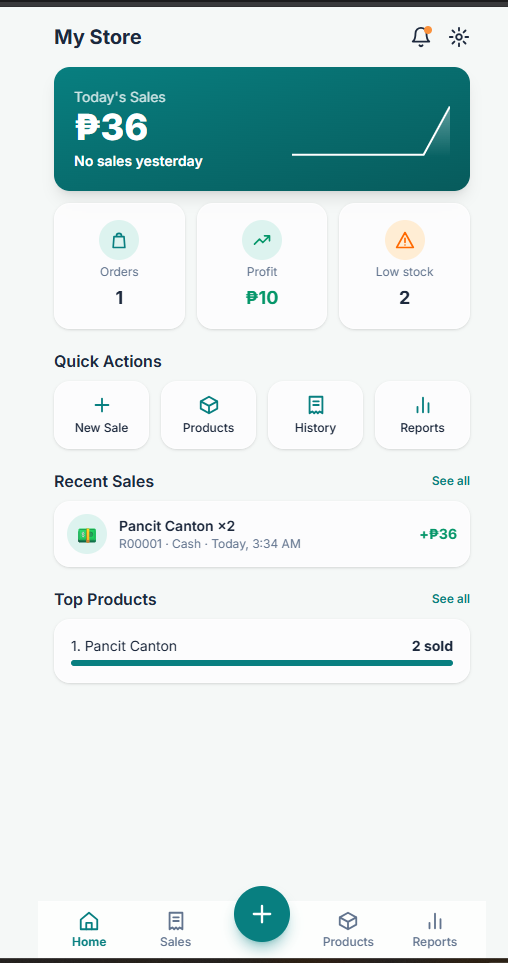 My Store
Today's Sales
₱36
No sales yesterday
Orders
1
Profit
₱10
Low stock
2
Quick Actions
New Sale
Products
History
Reports
Recent Sales
See all
Pancit Canton ×2
R00001 · Cash · Today, 3:34 AM
+₱36
Top Products
See all
1. Pancit Canton
2 sold
Home
Sales
Products
Reports